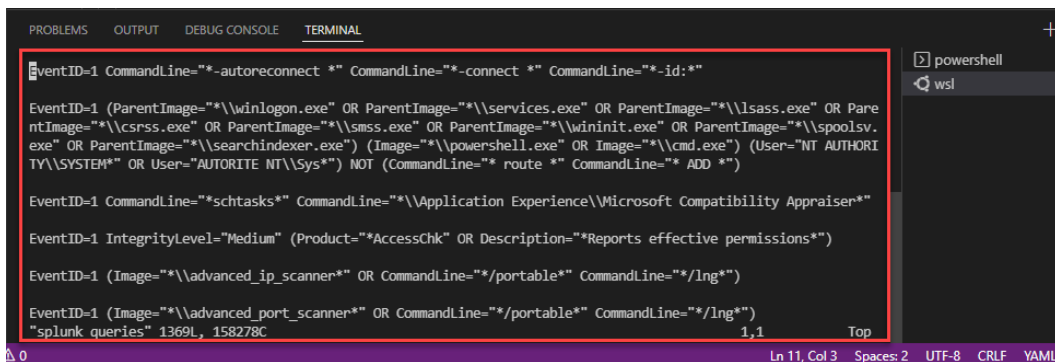 PROBLEMS OUTPUT DEBUG CONSOLE TERMINAL
EventID=1 CommandLine="*-autoreconnect *" CommandLine="*-connect *" CommandLine="*-id:*"
EventID=1 (ParentImage="*\\winlogon.exe" OR ParentImage="*\\services.exe" OR ParentImage="*\\lsass.exe" OR Pare
ntImage="*\\csrss.exe" OR ParentImage="*\\smss.exe" OR ParentImage="*\\wininit.exe" OR ParentImage="*\\spoolsv.
exe" OR ParentImage="*\\searchindexer.exe") (Image="*\\powershell.exe" OR Image="*\\cmd.exe") (User="NT AUTHORI
TY\\SYSTEM*" OR User="AUTORITE NT\\Sys*") NOT (CommandLine="* route *" CommandLine="* ADD *")
EventID=1 CommandLine="*schtasks*" CommandLine="*\\Application Experience\\Microsoft Compatibility Appraiser*"
EventID=1 IntegrityLevel="Medium" (Product="*AccessChk" OR Description="*Reports effective permissions*")
EventID=1 (Image="*\\advanced_ip_scanner*" OR CommandLine="*/portable*" CommandLine="*/lng*")
EventID=1 (Image="*\\advanced_port_scanner*" OR CommandLine="*/portable*" CommandLine="*/lng*")
"splunk queries" 1369L, 158278C 1,1 Top
powershell
wsl
0 Ln 11, Col 3 Spaces: 2 UTF-8 CRLF YAML